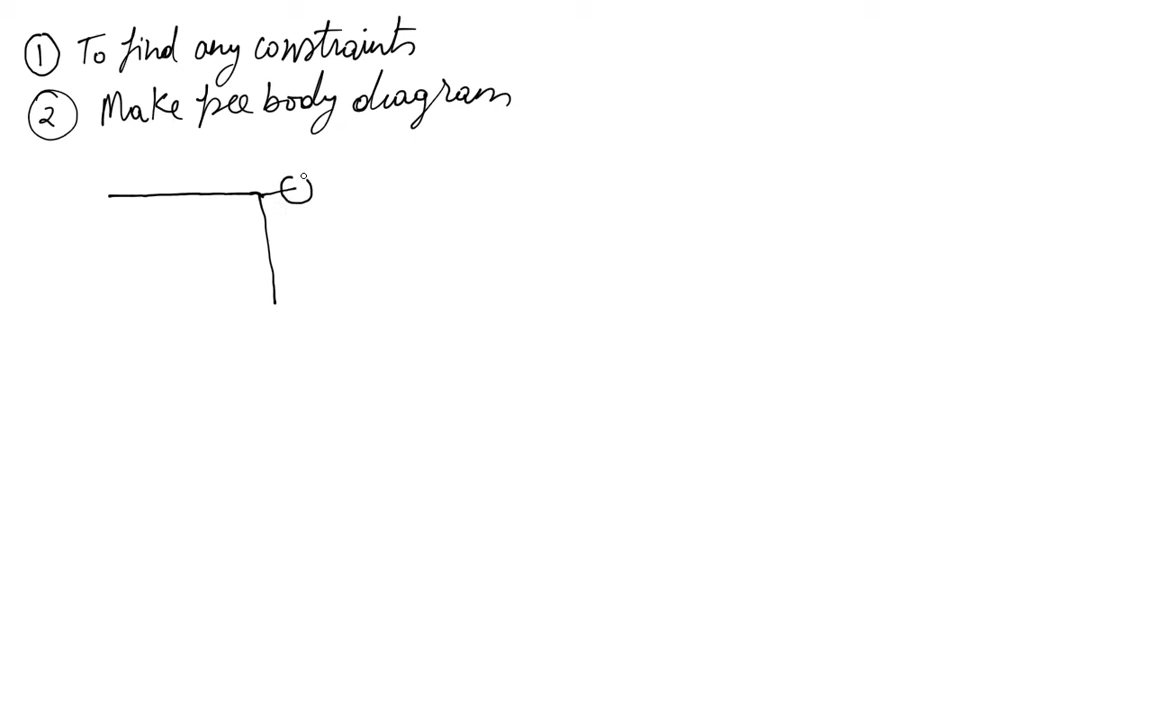 ① To find any constraints
② Make free body diagram